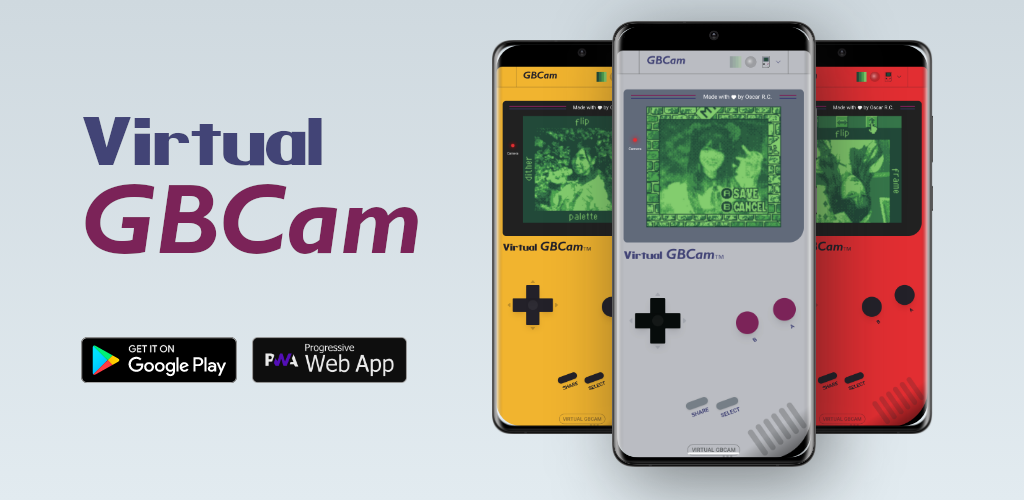 Virtual
GBCam
GET IT ON
Google Play
PWA
Progressive
Web App
GBCam
Made with ❤ by O
Camera
flip
dither
palette
Virtual GBCam™
SHARE
SELECT
VIRTUAL GBCAM
GBCam
Made with ❤ by Oscar R.C.
Camera
A SAVE
B CANCEL
Virtual GBCam™
B
A
SHARE
SELECT
VIRTUAL GBCAM
Made with ❤ by Oscar R.C.
flip
frame
GBCam™
B
A
SHARE
SELECT
VIRTUAL GBCAM